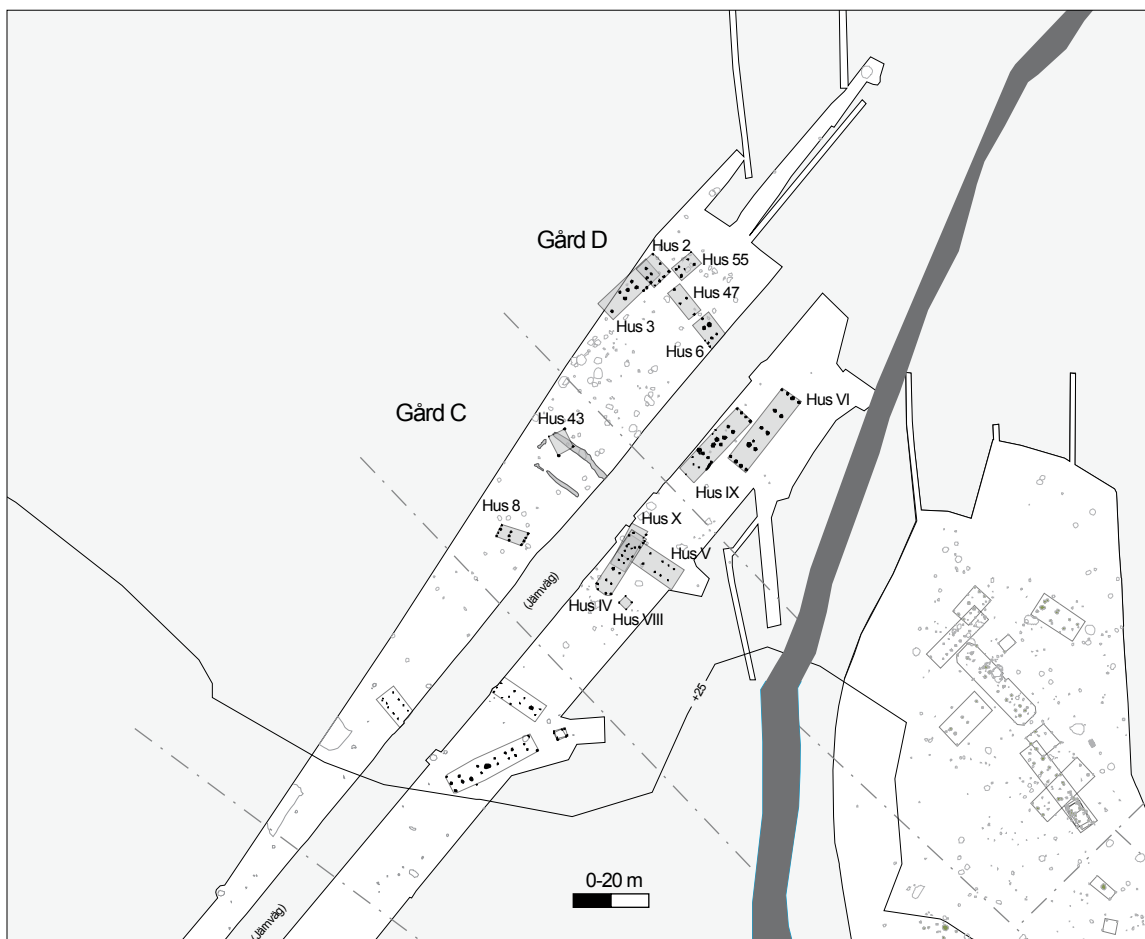 Gård D
Hus 2
Hus 55
Hus 47
Hus 3
Hus 6
Gård C
Hus VI
Hus 43
Hus IX
Hus 8
Hus X
Hus V
(Järnväg)
Hus IV
Hus VIII
+25
0-20 m
(Järnväg)